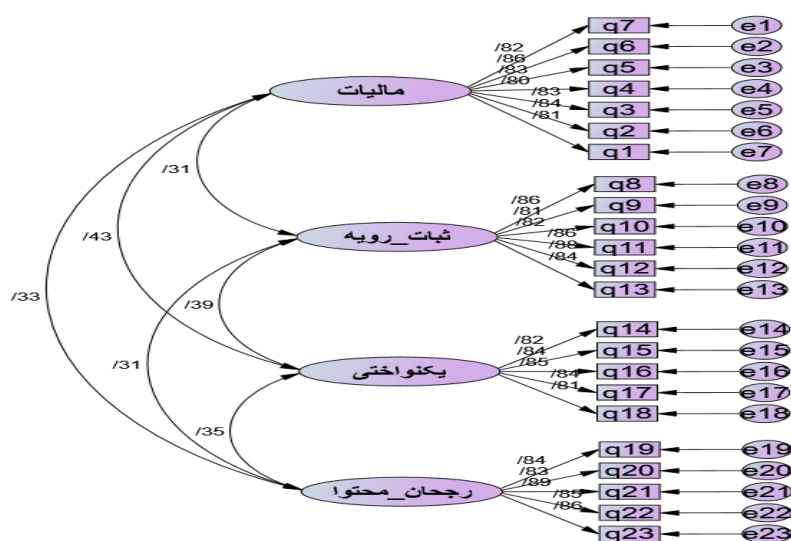 /82 q7 e1
/86 q6 e2
/83 q5 e3
/80 q4 e4
/83 q3 e5
/84 q2 e6
/81 q1 e7
مالیات
/31
/86 q8 e8
/81 q9 e9
/82 q10 e10
/86 q11 e11
/88 q12 e12
/84 q13 e13
ثبات_رویه
/43
/39
/33
/31
/82 q14 e14
/84 q15 e15
/85 q16 e16
/84 q17 e17
/81 q18 e18
یکنواختی
/35
/84 q19 e19
/83 q20 e20
/89 q21 e21
/85 q22 e22
/86 q23 e23
رجحان_محتوا